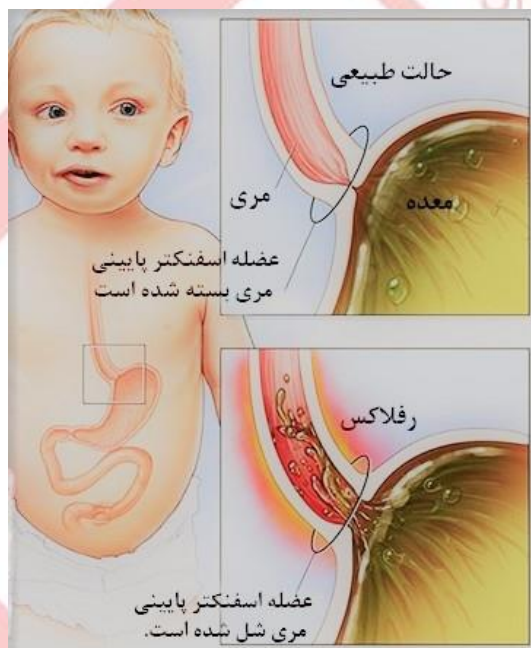 حالت طبیعی
مری
معده
عضله اسفنکتر پایینی
مری بسته شده است
رفلاکس
عضله اسفنکتر پایینی
مری شل شده است.